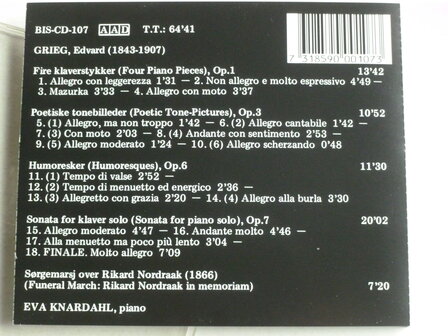 BIS-CD-107 AAD T.T.: 64'41
GRIEG, Edvard (1843-1907)
7 318590 001073
Fire klaverstykker (Four Piano Pieces), Op.1 13'42
1. Allegro con leggerezza 1'31 — 2. Non allegro e molto espressivo 4'49 —
3. Mazurka 3'33 — 4. Allegro con moto 3'37
Poetiske tonebilleder (Poetic Tone-Pictures), Op.3 10'52
5. (1) Allegro, ma non troppo 1'42 — 6. (2) Allegro cantabile 1'42 —
7. (3) Con moto 2'03 — 8. (4) Andante con sentimento 2'53 —
9. (5) Allegro moderato 1'24 — 10. (6) Allegro scherzando 0'48
Humoresker (Humoresques), Op.6 11'30
11. (1) Tempo di valse 2'52 —
12. (2) Tempo di menuetto ed energico 2'36 —
13. (3) Allegretto con grazia 2'20 — 14. (4) Allegro alla burla 3'30
Sonata for klaver solo (Sonata for piano solo), Op.7 20'02
15. Allegro moderato 4'47 — 16. Andante molto 4'46 —
17. Alla menuetto ma poco più lento 3'04 —
18. FINALE. Molto allegro 7'09
Sørgemarsj over Rikard Nordraak (1866)
(Funeral March: Rikard Nordraak in memoriam) 7'20
EVA KNARDAHL, piano